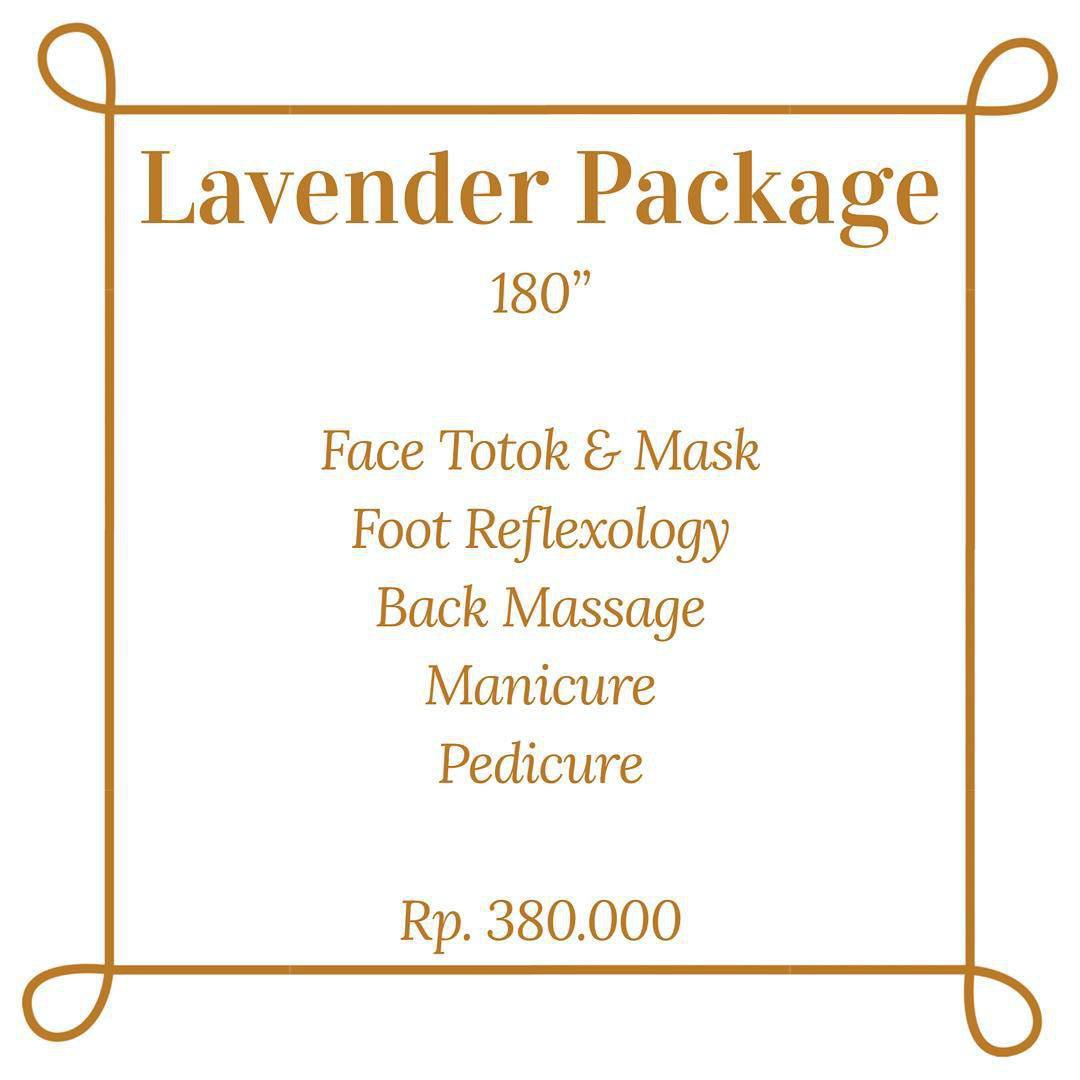 Lavender Package
180”
Face Totok & Mask
Foot Reflexology
Back Massage
Manicure
Pedicure
Rp. 380.000